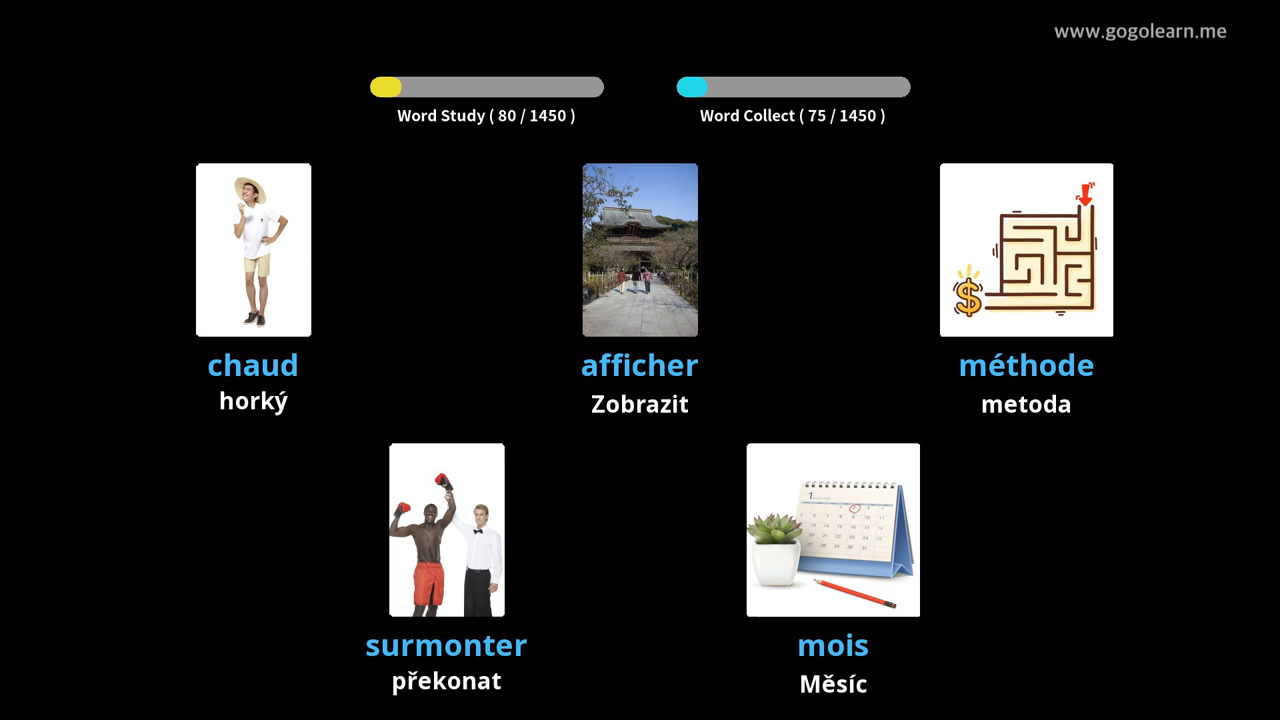 www.gogolearn.me
Word Study ( 80 / 1450 )
Word Collect ( 75 / 1450 )
chaud
horký
afficher
Zobrazit
méthode
metoda
surmonter
překonat
mois
Měsíc